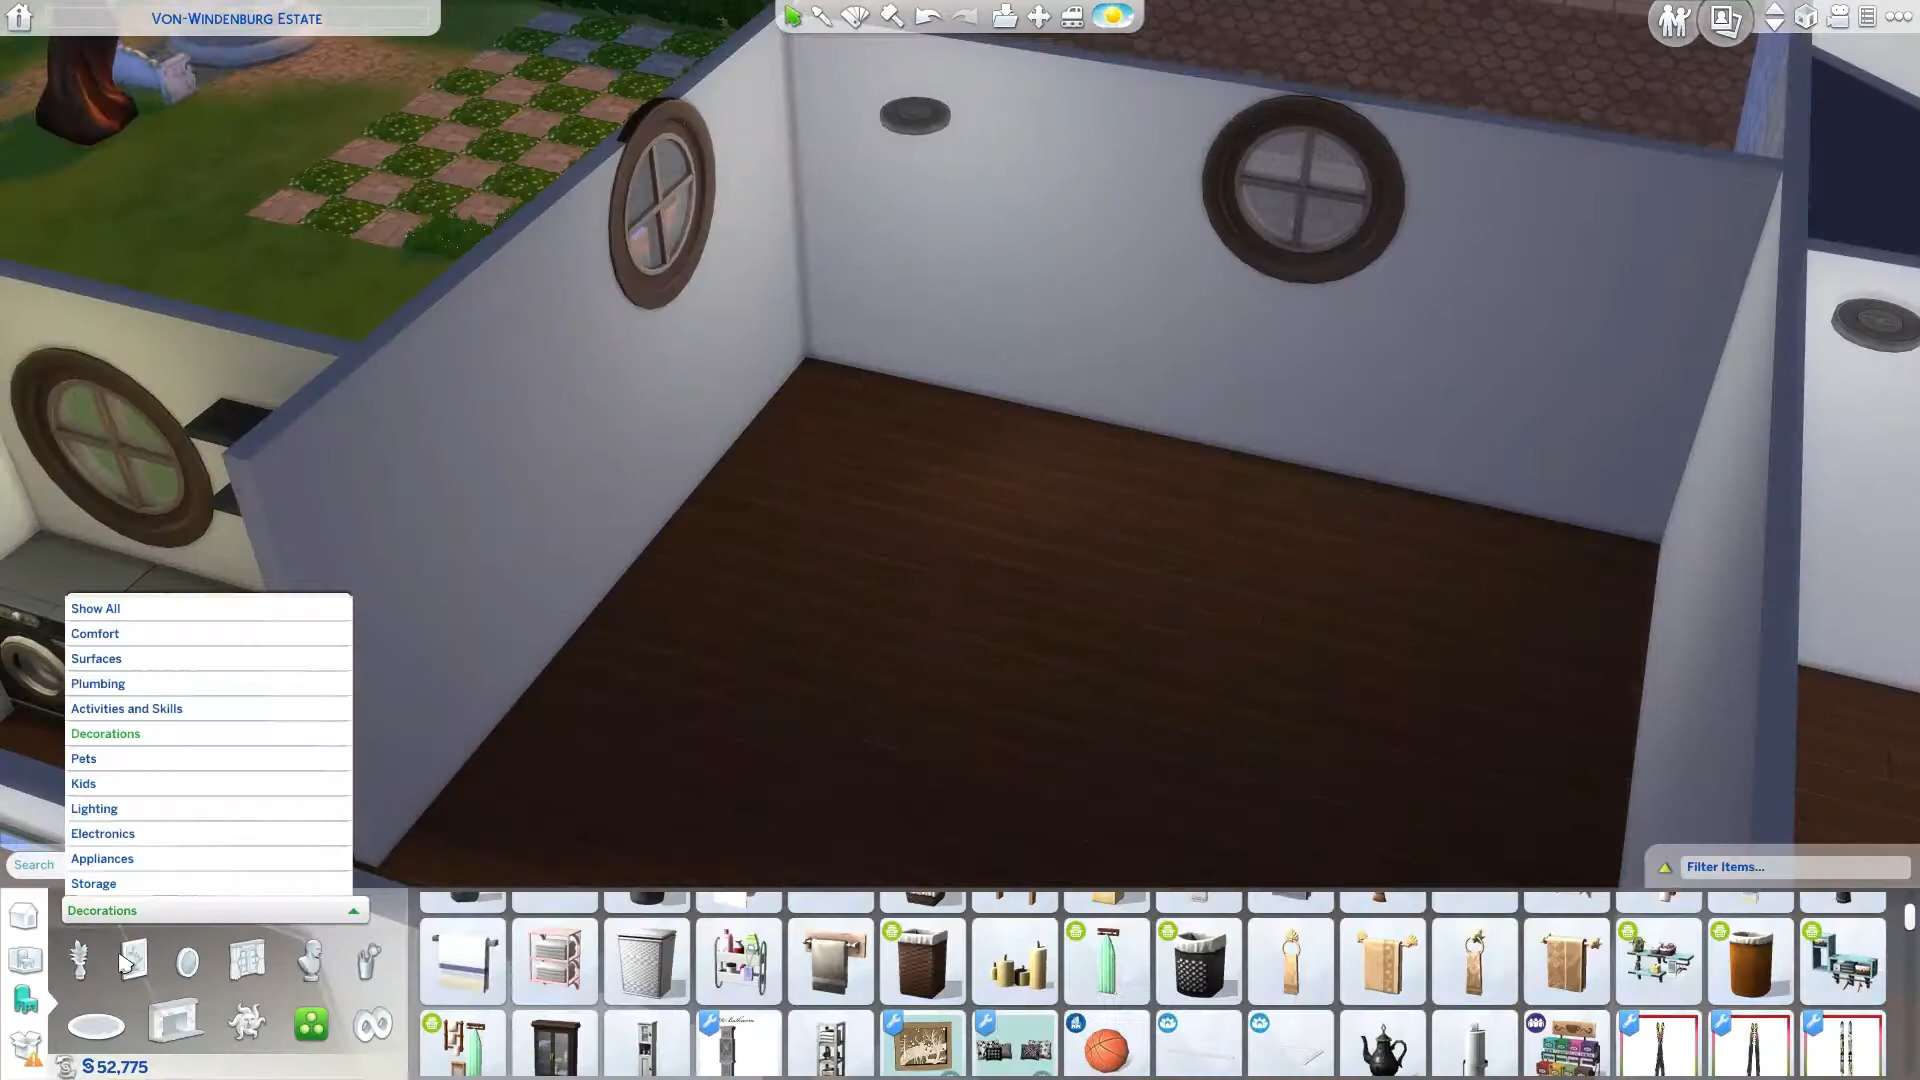 Von-Windenburg Estate
Show All
Comfort
Surfaces
Plumbing
Activities and Skills
Decorations
Pets
Kids
Lighting
Electronics
Appliances
Storage
Search
Filter Items...
Decorations
§52,775